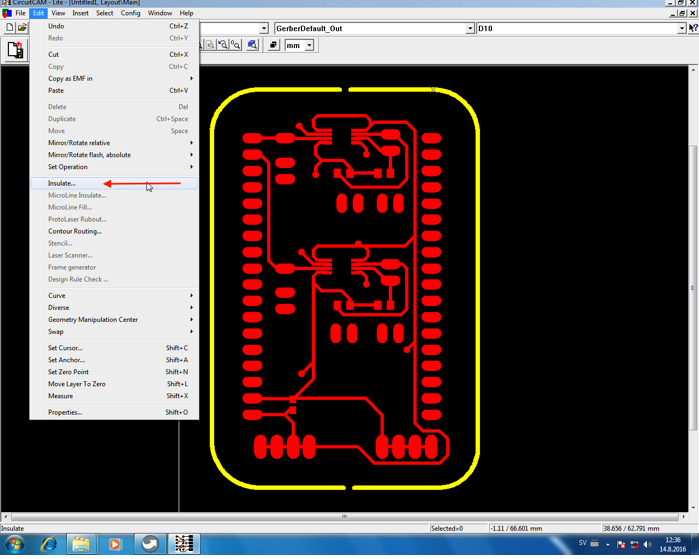 CircuitCAM - Lite - [Untitled1, Layout\Main]
File Edit View Insert Select Config Window Help
GerberDefault_Out D10
mm
Undo Ctrl+Z
Redo Ctrl+Y
Cut Ctrl+X
Copy Ctrl+C
Copy as EMF in
Paste Ctrl+V
Delete Del
Duplicate Ctrl+Space
Move Space
Mirror/Rotate relative
Mirror/Rotate flash, absolute
Set Operation
Insulate...
MicroLine Insulate...
MicroLine Fill...
ProtoLaser Rubout...
Contour Routing...
Stencil...
Laser Scanner...
Frame generator
Design Rule Check ...
Curve
Diverse
Geometry Manipulation Center
Swap
Set Cursor... Shift+C
Set Anchor... Shift+A
Set Zero Point Shift+N
Move Layer To Zero Shift+L
Measure Shift+X
Properties... Shift+O
Insulate Selected=0 -1.11 / 66.601 mm 38.656 / 62.791 mm
SV 12:36
14.8.2016